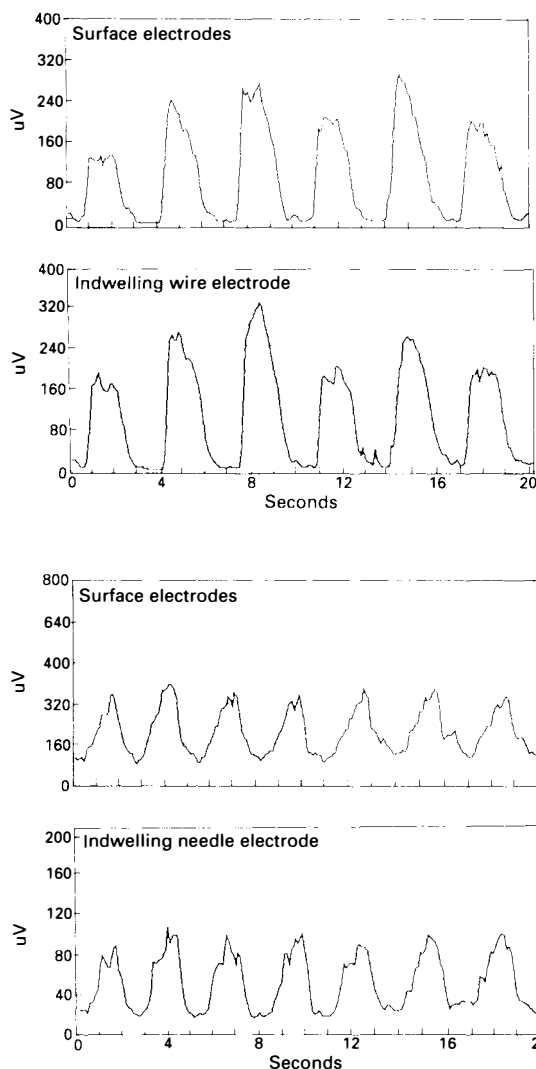 400
Surface electrodes
320
240
uV
160
80
0
400
Indwelling wire electrode
320
240
uV
160
80
0
0 4 8 12 16 20
Seconds
800
Surface electrodes
640
400
uV
320
160
0
200
Indwelling needle electrode
160
120
uV
80
40
0
0 4 8 12 16 2
Seconds